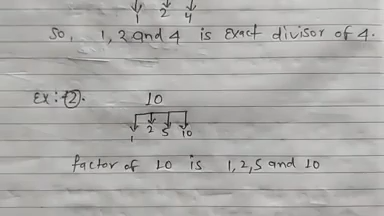 1 2 4
So, 1, 2 and 4 is exact divisor of 4.
Ex:-②. 10
1 2 5 10
factor of 10 is 1, 2, 5 and 10